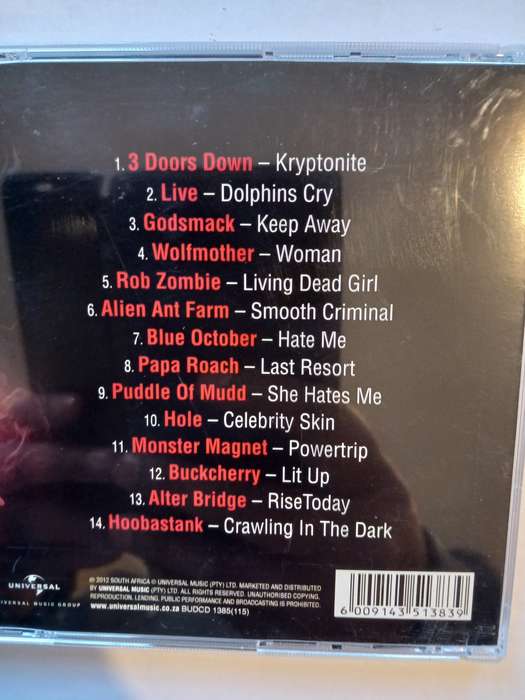 1. 3 Doors Down – Kryptonite
2. Live – Dolphins Cry
3. Godsmack – Keep Away
4. Wolfmother – Woman
5. Rob Zombie – Living Dead Girl
6. Alien Ant Farm – Smooth Criminal
7. Blue October – Hate Me
8. Papa Roach – Last Resort
9. Puddle Of Mudd – She Hates Me
10. Hole – Celebrity Skin
11. Monster Magnet – Powertrip
12. Buckcherry – Lit Up
13. Alter Bridge – RiseToday
14. Hoobastank – Crawling In The Dark
UNIVERSAL
UNIVERSAL MUSIC GROUP
℗ 2012 SOUTH AFRICA © UNIVERSAL MUSIC (PTY) LTD. MARKETED AND DISTRIBUTED
BY UNIVERSAL MUSIC (PTY) LTD. ALL RIGHTS RESERVED. UNAUTHORISED COPYING,
REPRODUCTION, LENDING, PUBLIC PERFORMANCE AND BROADCASTING IS PROHIBITED.
www.universalmusic.co.za BUDCD 1385(115)
6 009143 513839